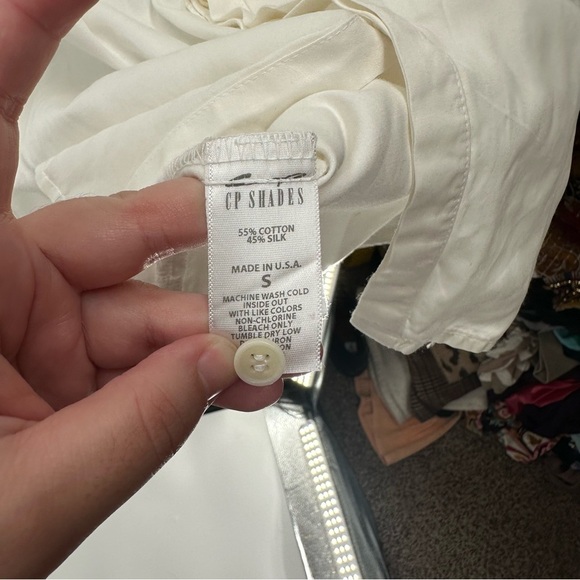 CP SHADES
55% COTTON
45% SILK
MADE IN U.S.A.
S
MACHINE WASH COLD
INSIDE OUT
WITH LIKE COLORS
NON-CHLORINE
BLEACH ONLY
TUMBLE DRY LOW
IRON